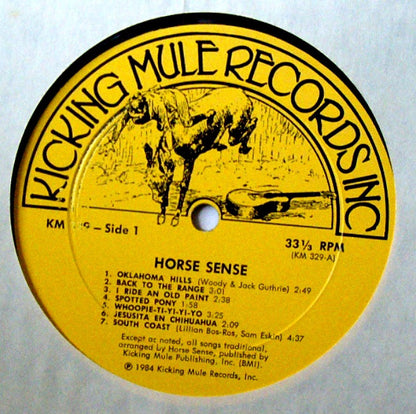 KICKING MULE RECORDS INC
KM 9 – Side 1
33⅓ RPM
(KM 329-A)
HORSE SENSE
1. OKLAHOMA HILLS (Woody & Jack Guthrie) 2:49
2. BACK TO THE RANGE 3:01
3. I RIDE AN OLD PAINT 2:38
4. SPOTTED PONY 1:58
5. WHOOPIE-TI-YI-YI-YO 3:25
6. JESUSITA EN CHIHUAHUA 2:09
7. SOUTH COAST (Lillian Bos-Ros, Sam Eskin) 4:37
Except as noted, all songs traditional,
arranged by Horse Sense, published by
Kicking Mule Publishing, Inc. (BMI).
℗ 1984 Kicking Mule Records, Inc.